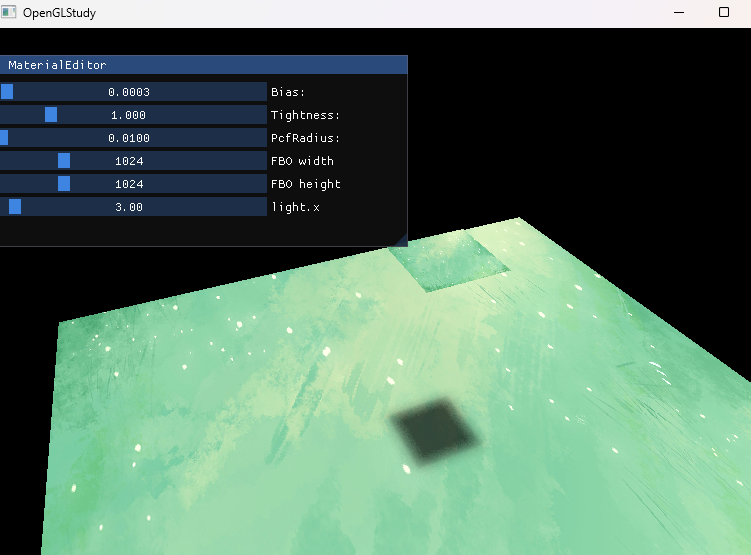 OpenGLStudy
MaterialEditor
0.0003 Bias:
1.000 Tightness:
0.0100 PcfRadius:
1024 FBO width
1024 FBO height
3.00 light.x